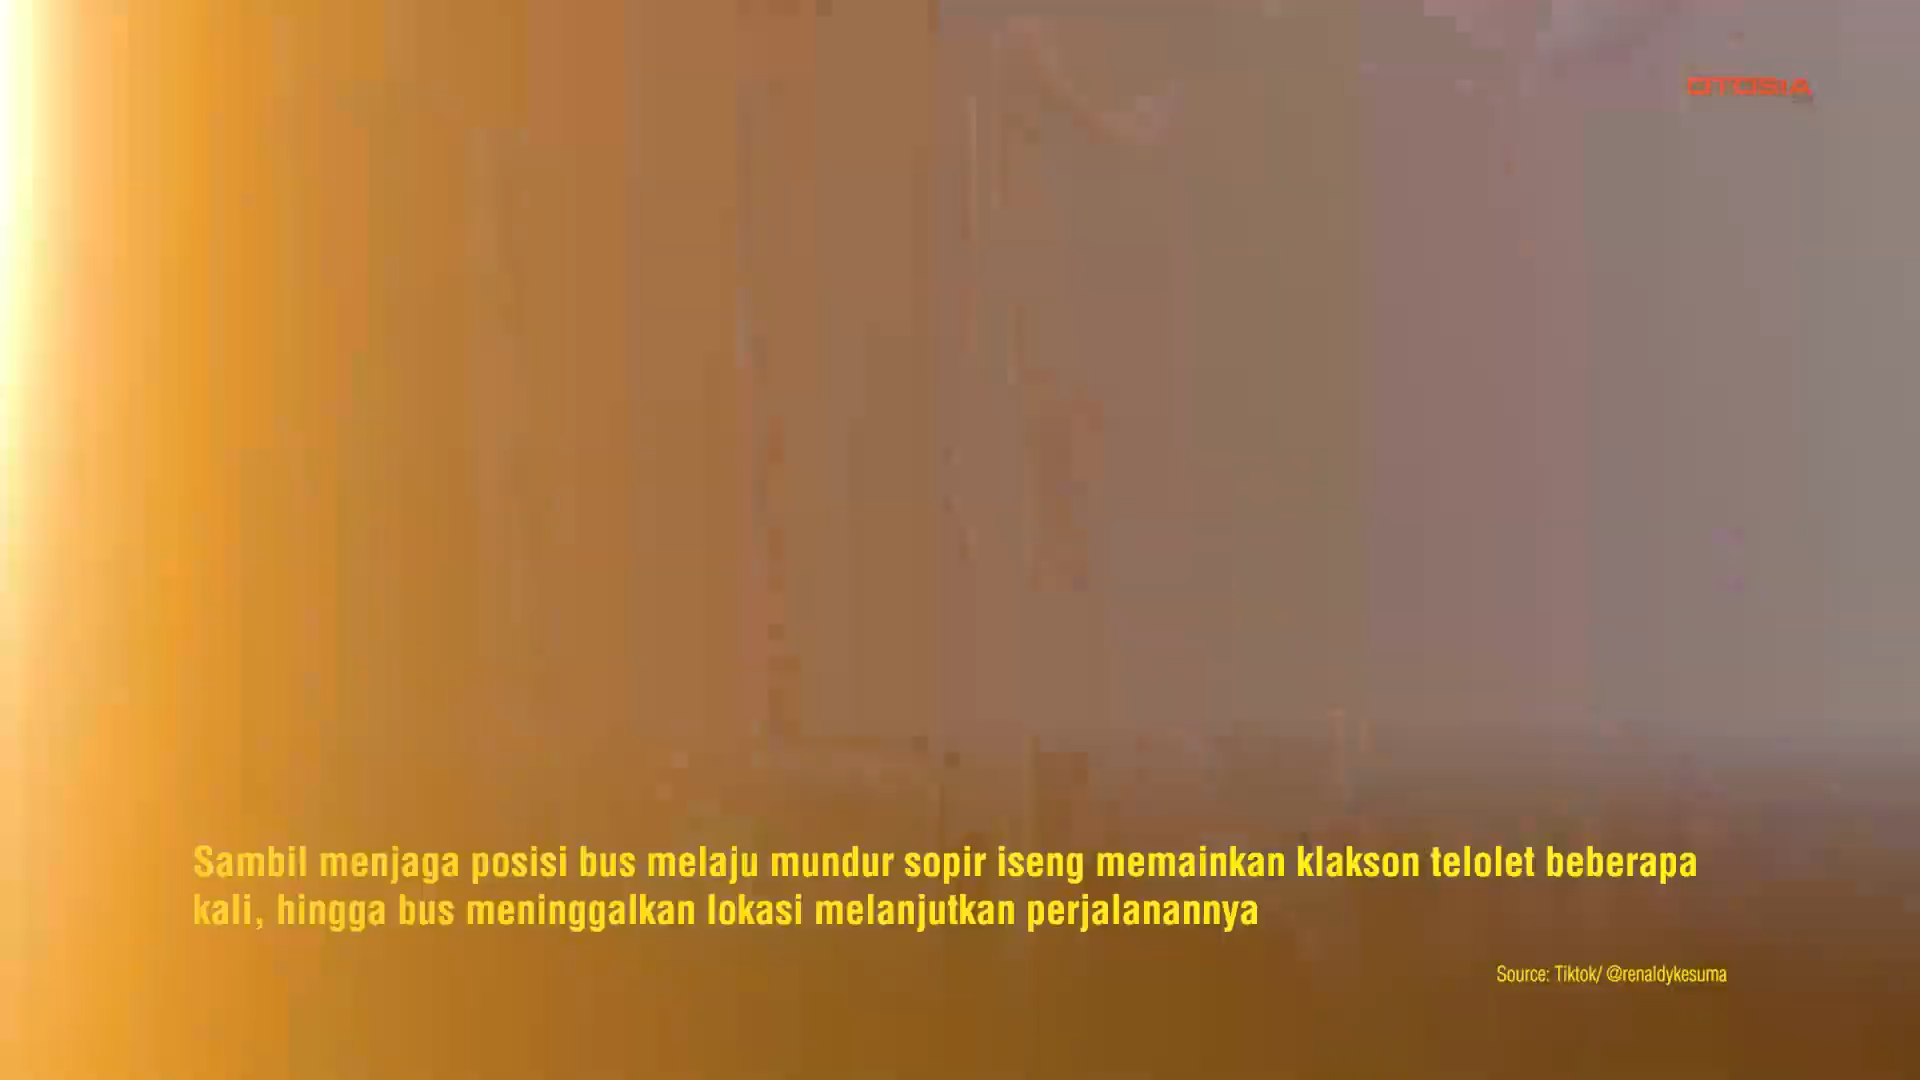 OTOSIA
Sambil menjaga posisi bus melaju mundur sopir iseng memainkan klakson telolet beberapa
kali, hingga bus meninggalkan lokasi melanjutkan perjalanannya
Source: Tiktok/ @renaldykesuma